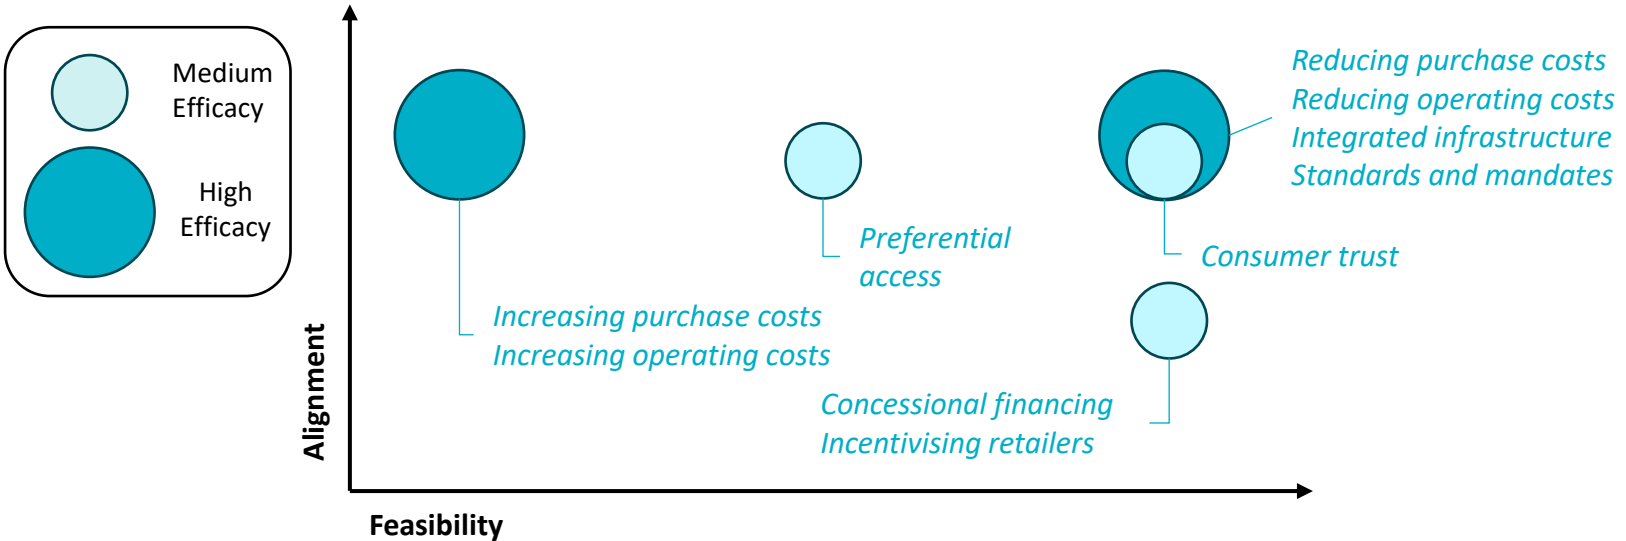 Medium
Efficacy
High
Efficacy
Reducing purchase costs
Reducing operating costs
Integrated infrastructure
Standards and mandates
Preferential
access
Consumer trust
Increasing purchase costs
Increasing operating costs
Concessional financing
Incentivising retailers
Alignment
Feasibility